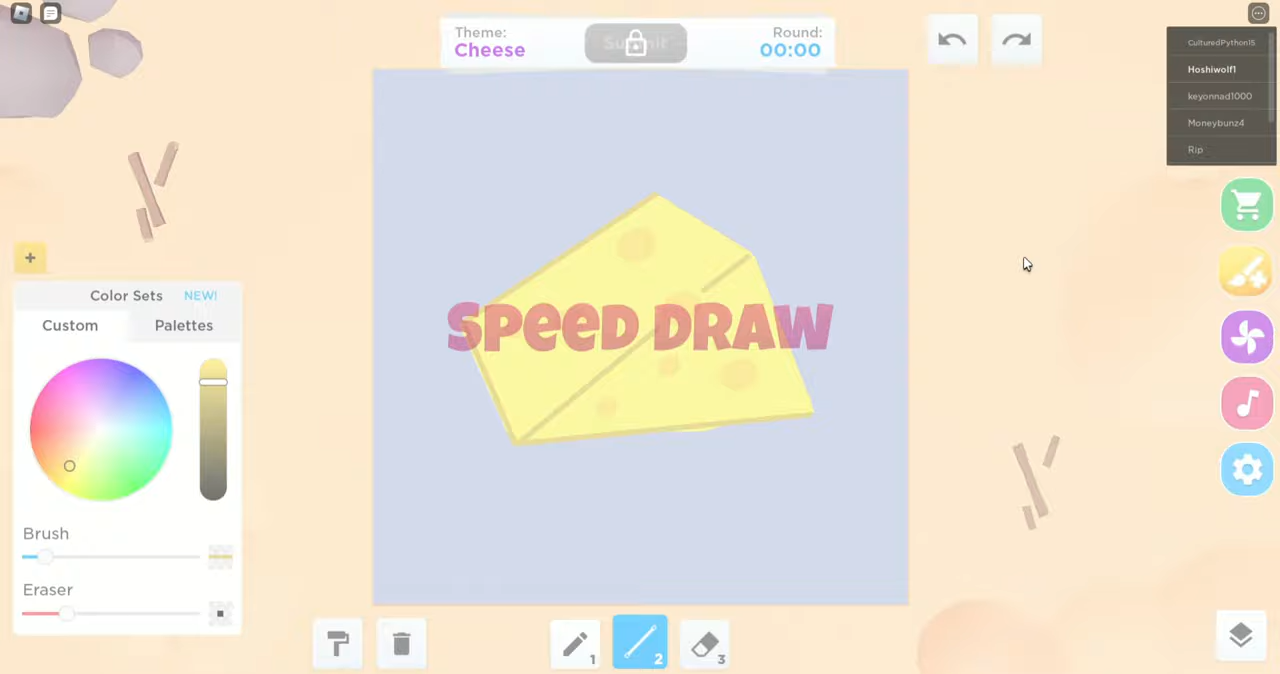 Theme:
Cheese
Submit
Round:
00:00
CulturedPython15
Hoshiwolf1
keyonnad1000
Moneybunz4
Rip
SPEED DRAW
+
Color Sets NEW!
Custom Palettes
Brush
Eraser
1
2
3